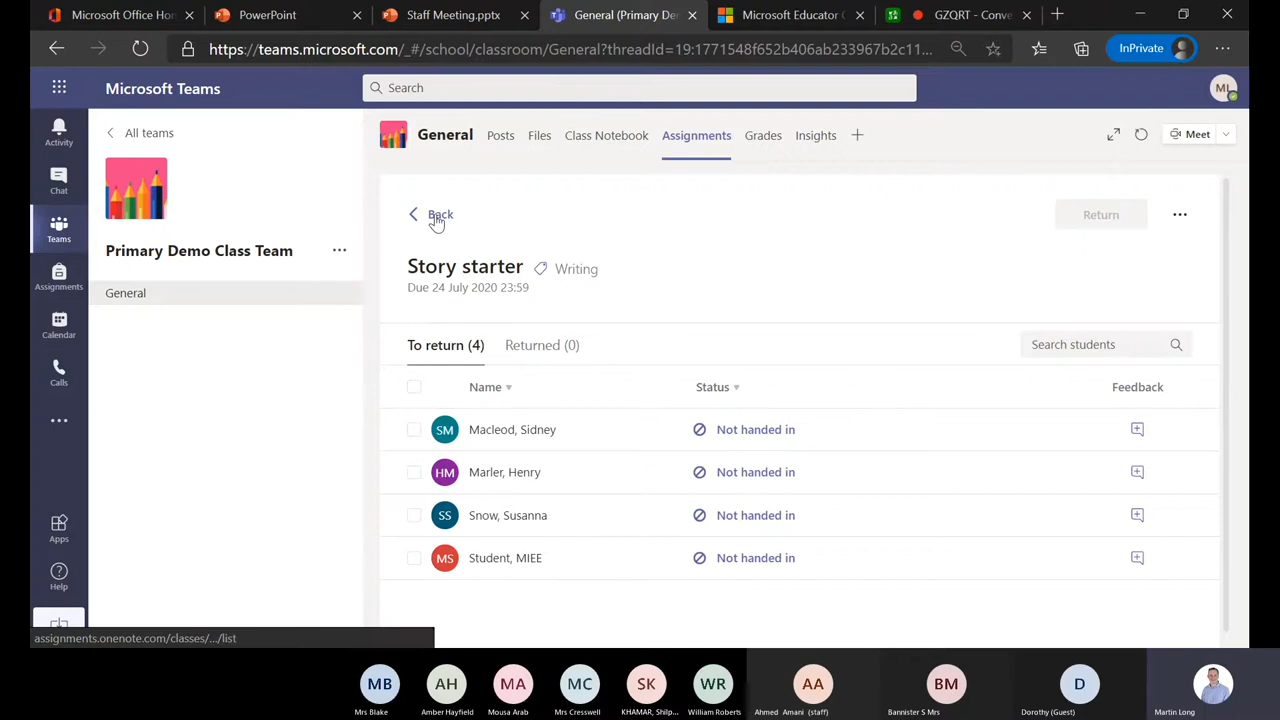 Microsoft Office Hon
PowerPoint
Staff Meeting.pptx
General (Primary De
Microsoft Educator C
GZQRT - Conve
https://teams.microsoft.com/_#/school/classroom/General?threadId=19:1771548f652b406ab233967b2c11...
InPrivate
Microsoft Teams
Search
ML
Activity
Chat
Teams
Assignments
Calendar
Calls
Apps
Help
All teams
Primary Demo Class Team
General
General
Posts
Files
Class Notebook
Assignments
Grades
Insights
Meet
Back
Return
Story starter
Writing
Due 24 July 2020 23:59
To return (4)
Returned (0)
Search students
Name
Status
Feedback
SM Macleod, Sidney Not handed in
HM Marler, Henry Not handed in
SS Snow, Susanna Not handed in
MS Student, MIEE Not handed in
assignments.onenote.com/classes/.../list
MB
AH
MA
MC
SK
WR
AA
BM
D
Mrs Blake
Amber Hayfield
Mousa Arab
Mrs Cresswell
KHAMAR, Shilp...
William Roberts
Ahmed Amani (staff)
Bannister S Mrs
Dorothy (Guest)
Martin Long